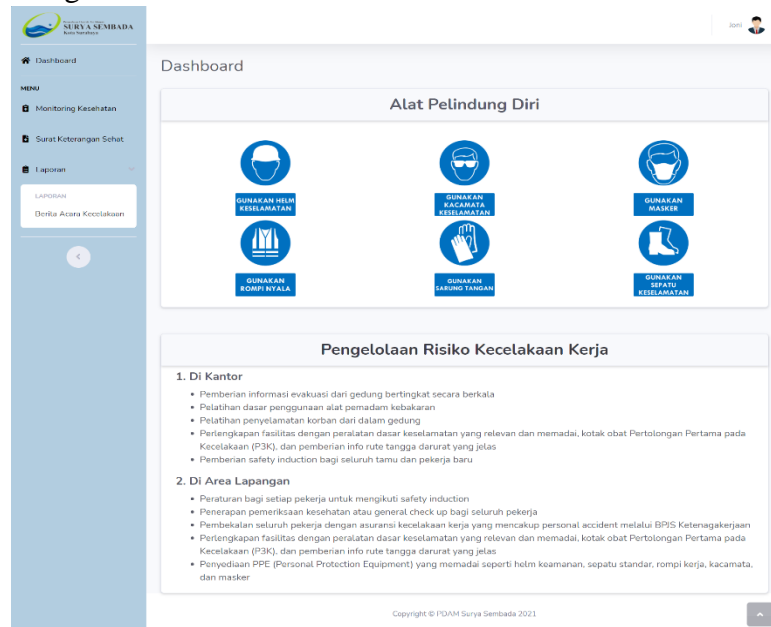 SURYA SEMBADA
Kota Surabaya
Joni
Dashboard
MENU
Monitoring Kesehatan
Surat Keterangan Sehat
Laporan
LAPORAN
Berita Acara Kecelakaan
Dashboard
Alat Pelindung Diri
GUNAKAN HELM
KESELAMATAN
GUNAKAN
KACAMATA
KESELAMATAN
GUNAKAN
MASKER
GUNAKAN
ROMPI NYALA
GUNAKAN
SARUNG TANGAN
GUNAKAN
SEPATU
KESELAMATAN
Pengelolaan Risiko Kecelakaan Kerja
1. Di Kantor
• Pemberian informasi evakuasi dari gedung bertingkat secara berkala
• Pelatihan dasar penggunaan alat pemadam kebakaran
• Pelatihan penyelamatan korban dari dalam gedung
• Perlengkapan fasilitas dengan peralatan dasar keselamatan yang relevan dan memadai, kotak obat Pertolongan Pertama pada
Kecelakaan (P3K), dan pemberian info rute tangga darurat yang jelas
• Pemberian safety induction bagi seluruh tamu dan pekerja baru
2. Di Area Lapangan
• Peraturan bagi setiap pekerja untuk mengikuti safety induction
• Penerapan pemeriksaan kesehatan atau general check up bagi seluruh pekerja
• Pembekalan seluruh pekerja dengan asuransi kecelakaan kerja yang mencakup personal accident melalui BPJS Ketenagakerjaan
• Perlengkapan fasilitas dengan peralatan dasar keselamatan yang relevan dan memadai, kotak obat Pertolongan Pertama pada
Kecelakaan (P3K), dan pemberian info rute tangga darurat yang jelas
• Penyediaan PPE (Personal Protection Equipment) yang memadai seperti helm keamanan, sepatu standar, rompi kerja, kacamata,
dan masker
Copyright © PDAM Surya Sembada 2021